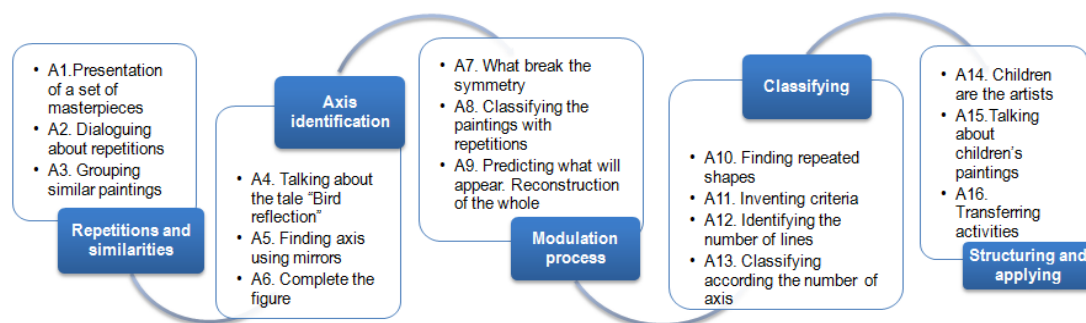 • A1.Presentation
of a set of
masterpieces
• A2. Dialoguing
about repetitions
• A3. Grouping
similar paintings
Repetitions and
similarities
Axis
identification
• A4. Talking about
the tale “Bird
reflection”
• A5. Finding axis
using mirrors
• A6. Complete the
figure
• A7. What break the
symmetry
• A8. Classifying the
paintings with
repetitions
• A9. Predicting what will
appear. Reconstruction
of the whole
Modulation
process
Classifying
• A10. Finding repeated
shapes
• A11. Inventing criteria
• A12. Identifying the
number of lines
• A13. Classifying
according the number of
axis
• A14. Children
are the artists
• A15.Talking
about
children’s
paintings
• A16.
Transferring
activities
Structuring and
applying